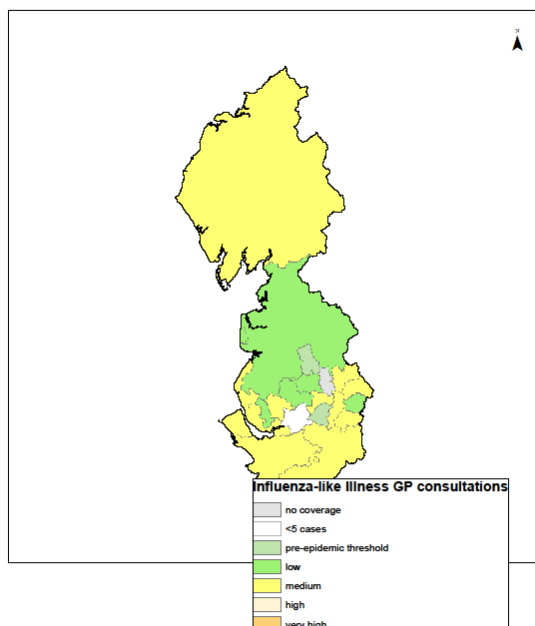 Influenza-like Illness GP consultations
no coverage
<5 cases
pre-epidemic threshold
low
medium
high
very high